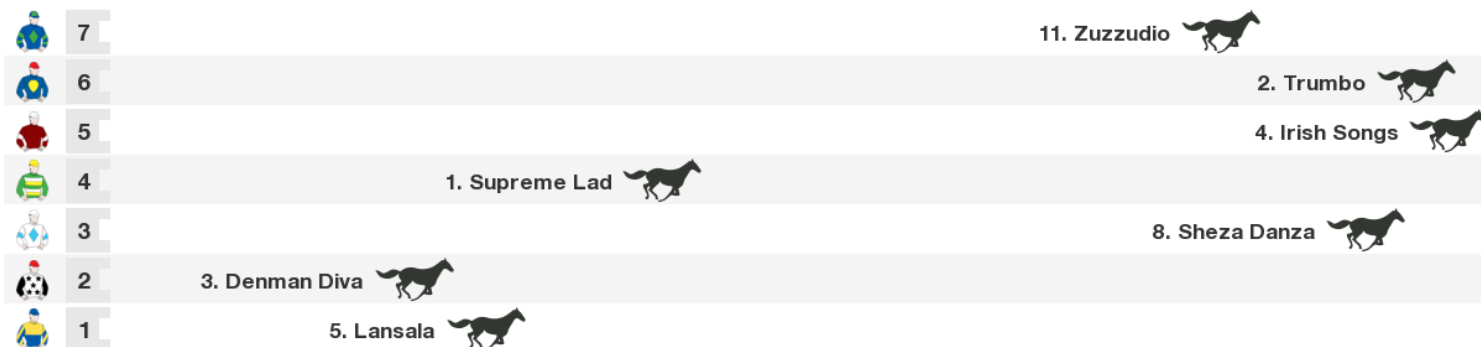 7 11. Zuzzudio
6 2. Trumbo
5 4. Irish Songs
4 1. Supreme Lad
3 8. Sheza Danza
2 3. Denman Diva
1 5. Lansala